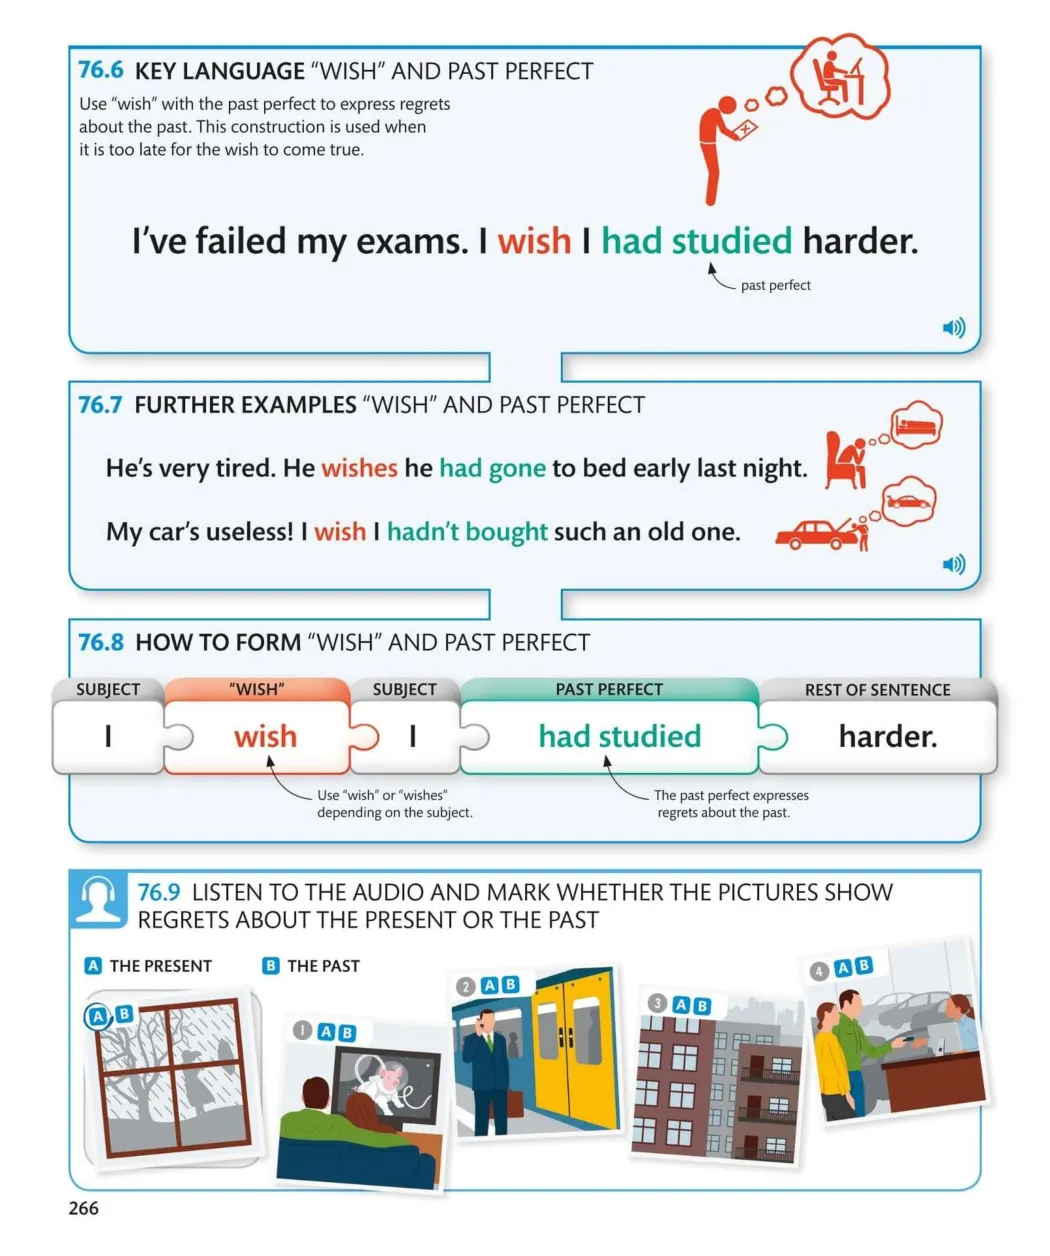 76.6 KEY LANGUAGE “WISH” AND PAST PERFECT
Use “wish” with the past perfect to express regrets
about the past. This construction is used when
it is too late for the wish to come true.
I’ve failed my exams. I wish I had studied harder.
past perfect
76.7 FURTHER EXAMPLES “WISH” AND PAST PERFECT
He’s very tired. He wishes he had gone to bed early last night.
My car’s useless! I wish I hadn’t bought such an old one.
76.8 HOW TO FORM “WISH” AND PAST PERFECT
SUBJECT “WISH” SUBJECT PAST PERFECT REST OF SENTENCE
I wish I had studied harder.
Use “wish” or “wishes”
depending on the subject.
The past perfect expresses
regrets about the past.
76.9 LISTEN TO THE AUDIO AND MARK WHETHER THE PICTURES SHOW
REGRETS ABOUT THE PRESENT OR THE PAST
A THE PRESENT B THE PAST
A B
1 A B
2 A B
3 A B
4 A B
266